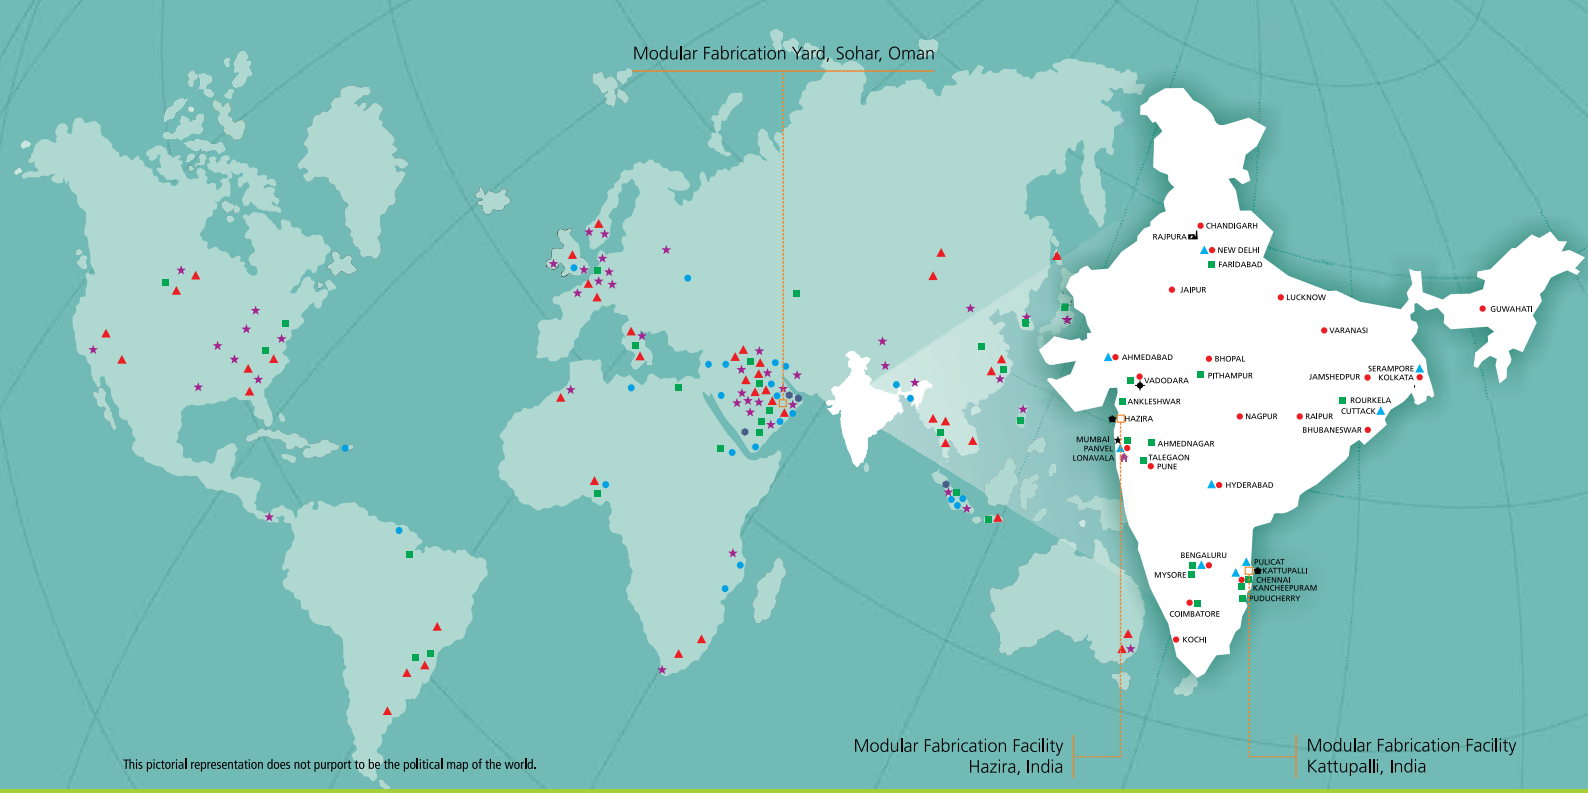 Modular Fabrication Yard, Sohar, Oman
CHANDIGARH
RAJPURA
NEW DELHI
FARIDABAD
JAIPUR
LUCKNOW
GUWAHATI
VARANASI
AHMEDABAD
BHOPAL
SERAMPORE
VADODARA
PITHAMPUR
JAMSHEDPUR
KOLKATA
ANKLESHWAR
ROURKELA
CUTTACK
HAZIRA
NAGPUR
RAIPUR
BHUBANESWAR
MUMBAI
AHMEDNAGAR
PANVEL
LONAVALA
TALEGAON
PUNE
HYDERABAD
BENGALURU
PULICAT
KATTUPALLI
MYSORE
CHENNAI
KANCHEEPURAM
PUDUCHERRY
COIMBATORE
KOCHI
Modular Fabrication Facility
Hazira, India
Modular Fabrication Facility
Kattupalli, India
This pictorial representation does not purport to be the political map of the world.